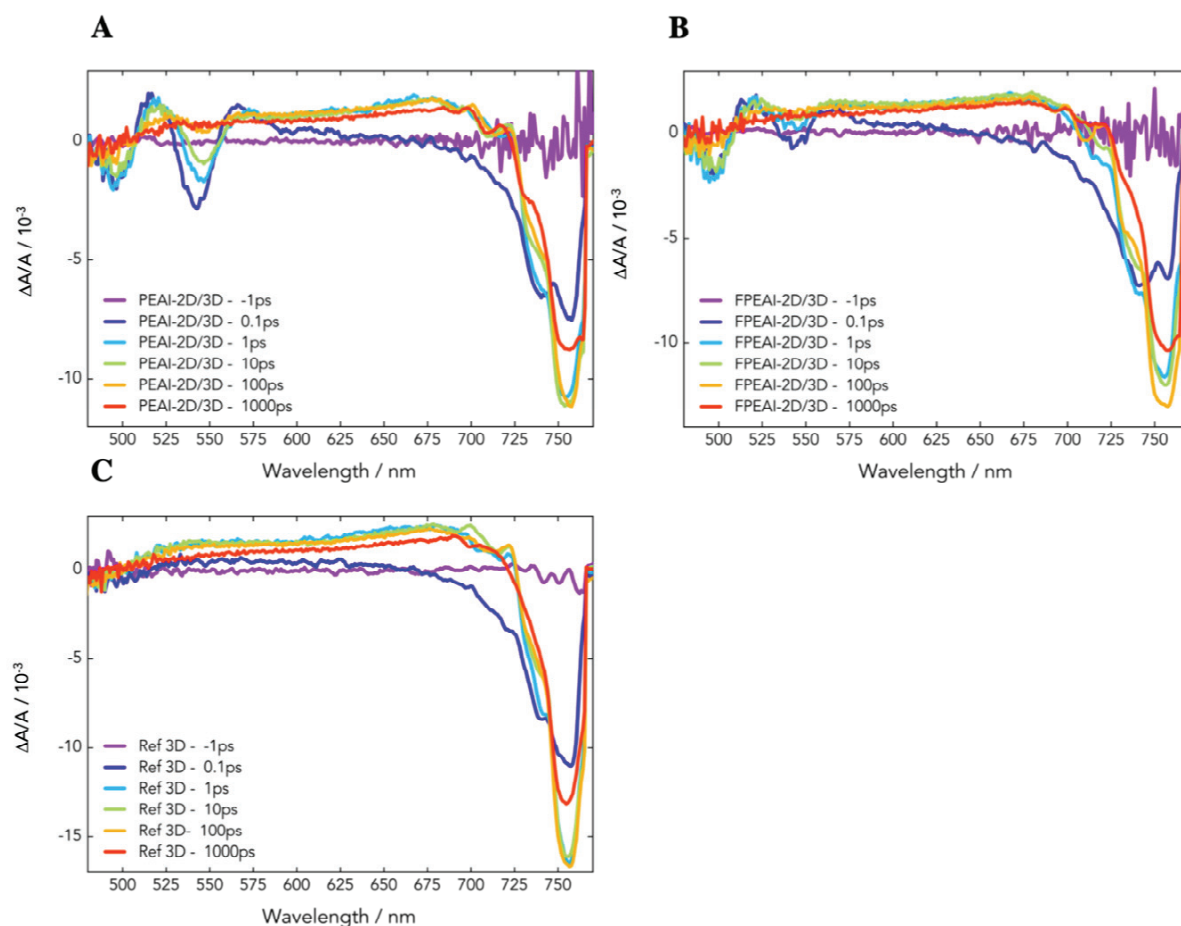 A
B
0
-5
-10
ΔA/A / 10⁻³
PEAI-2D/3D - -1ps
PEAI-2D/3D - 0.1ps
PEAI-2D/3D - 1ps
PEAI-2D/3D - 10ps
PEAI-2D/3D - 100ps
PEAI-2D/3D - 1000ps
500 525 550 575 600 625 650 675 700 725 750
Wavelength / nm
0
-5
-10
ΔA/A / 10⁻³
FPEAI-2D/3D - -1ps
FPEAI-2D/3D - 0.1ps
FPEAI-2D/3D - 1ps
FPEAI-2D/3D - 10ps
FPEAI-2D/3D - 100ps
FPEAI-2D/3D - 1000ps
500 525 550 575 600 625 650 675 700 725 750
Wavelength / nm
C
0
-5
-10
-15
ΔA/A / 10⁻³
Ref 3D - -1ps
Ref 3D - 0.1ps
Ref 3D - 1ps
Ref 3D - 10ps
Ref 3D- 100ps
Ref 3D - 1000ps
500 525 550 575 600 625 650 675 700 725 750
Wavelength / nm